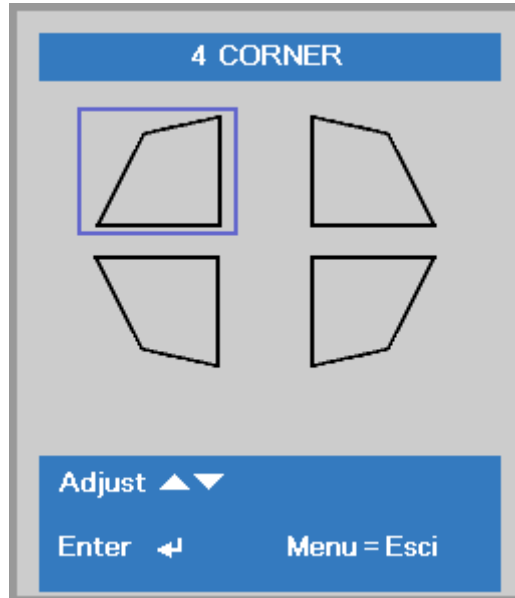 4 CORNER
Adjust ▲▼
Enter ↵
Menu = Esci